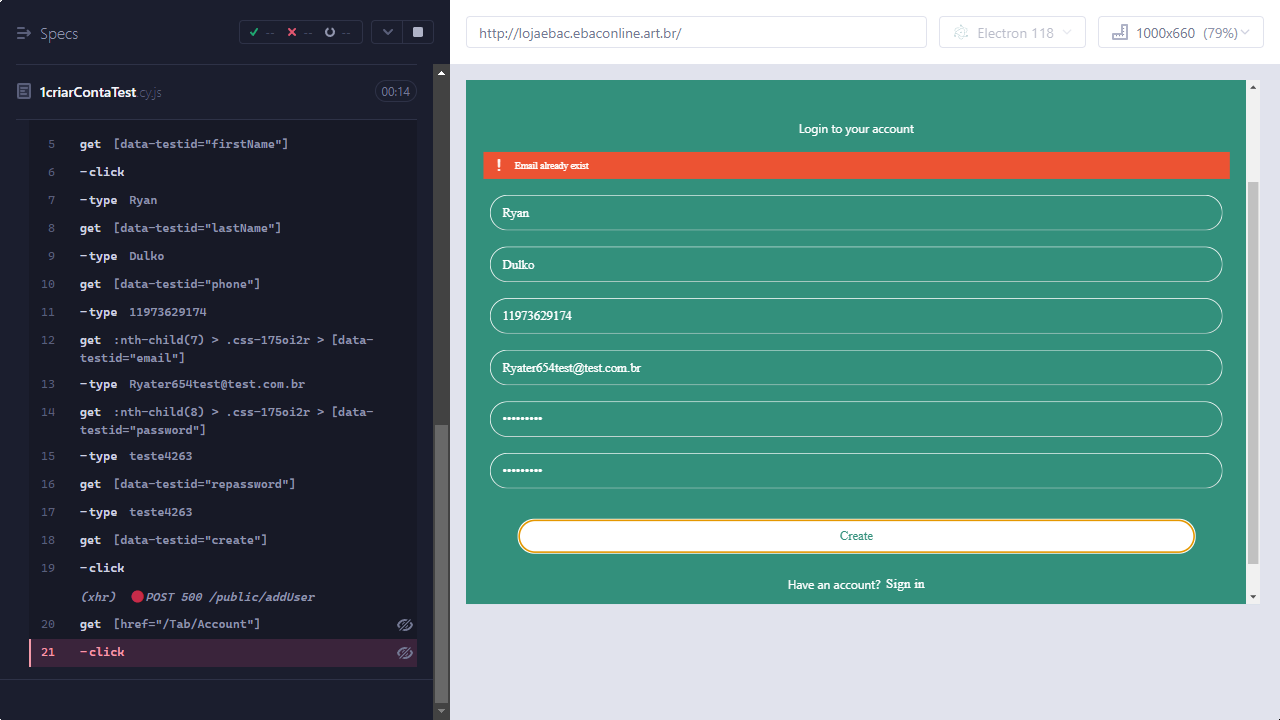 Specs
--
--
--
1criarContaTest.cy.js
00:14
5 get [data-testid="firstName"]
6 -click
7 -type Ryan
8 get [data-testid="lastName"]
9 -type Dulko
10 get [data-testid="phone"]
11 -type 11973629174
12 get :nth-child(7) > .css-175oi2r > [data-
testid="email"]
13 -type Ryater654test@test.com.br
14 get :nth-child(8) > .css-175oi2r > [data-
testid="password"]
15 -type teste4263
16 get [data-testid="repassword"]
17 -type teste4263
18 get [data-testid="create"]
19 -click
(xhr) POST 500 /public/addUser
20 get [href="/Tab/Account"]
21 -click
http://lojaebac.ebaconline.art.br/
Electron 118
1000x660 (79%)
Login to your account
! Email already exist
Ryan
Dulko
11973629174
Ryater654test@test.com.br
•••••••••
•••••••••
Create
Have an account? Sign in